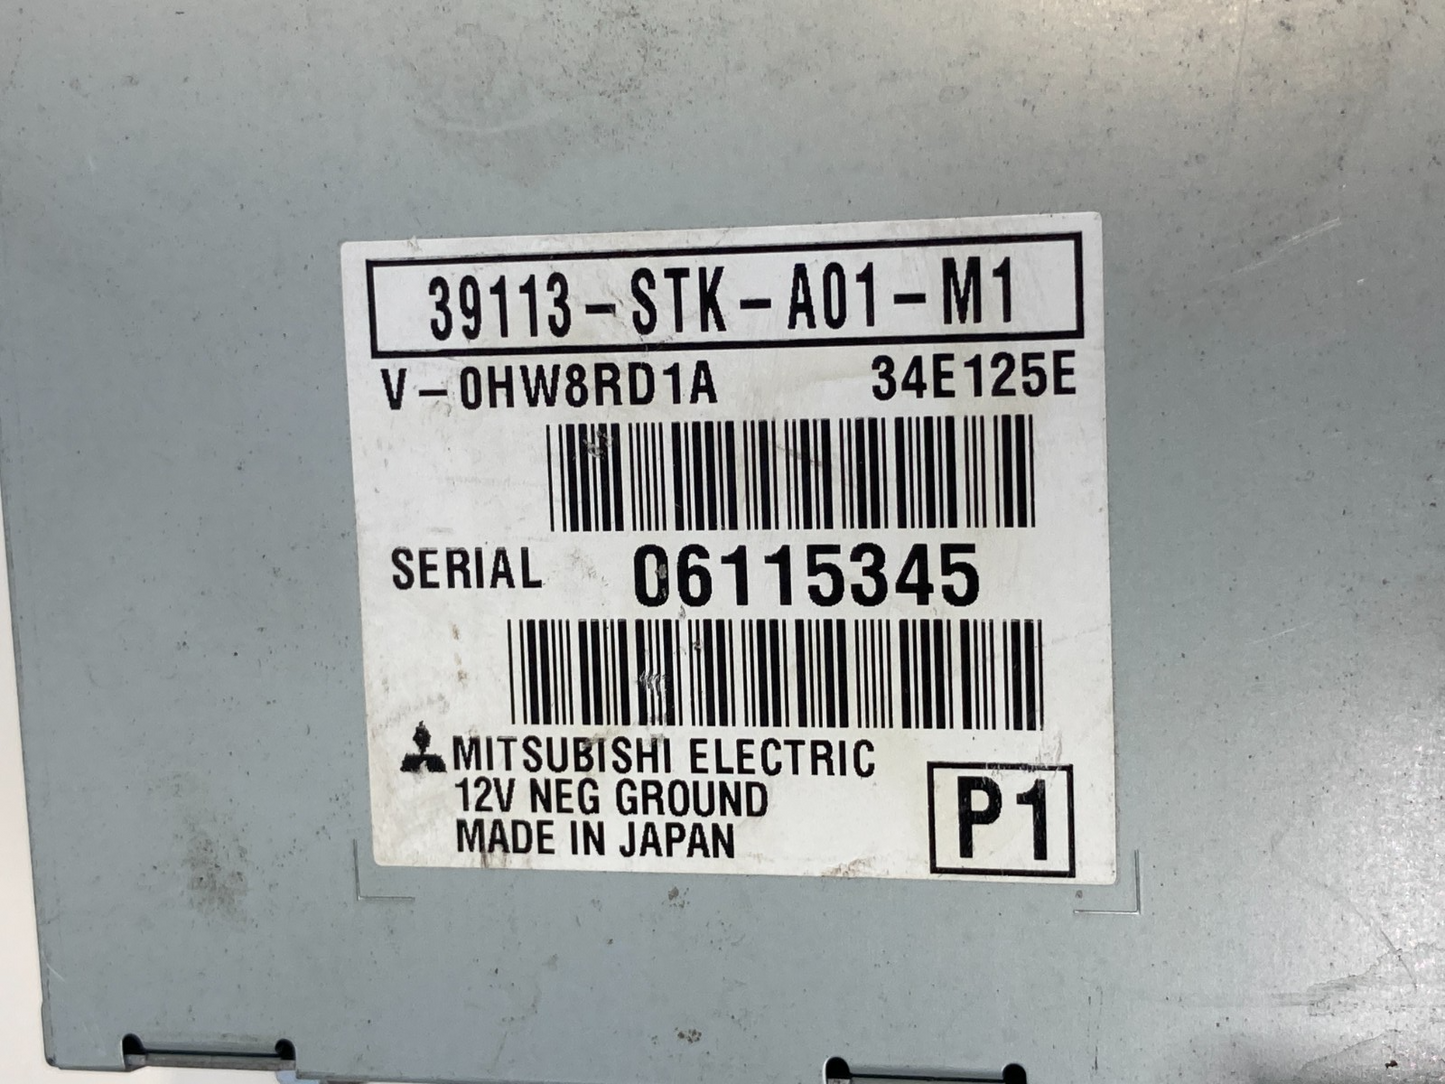 39113-STK-A01-M1
V-0HW8RD1A 34E125E
SERIAL 06115345
MITSUBISHI ELECTRIC
12V NEG GROUND
MADE IN JAPAN
P1